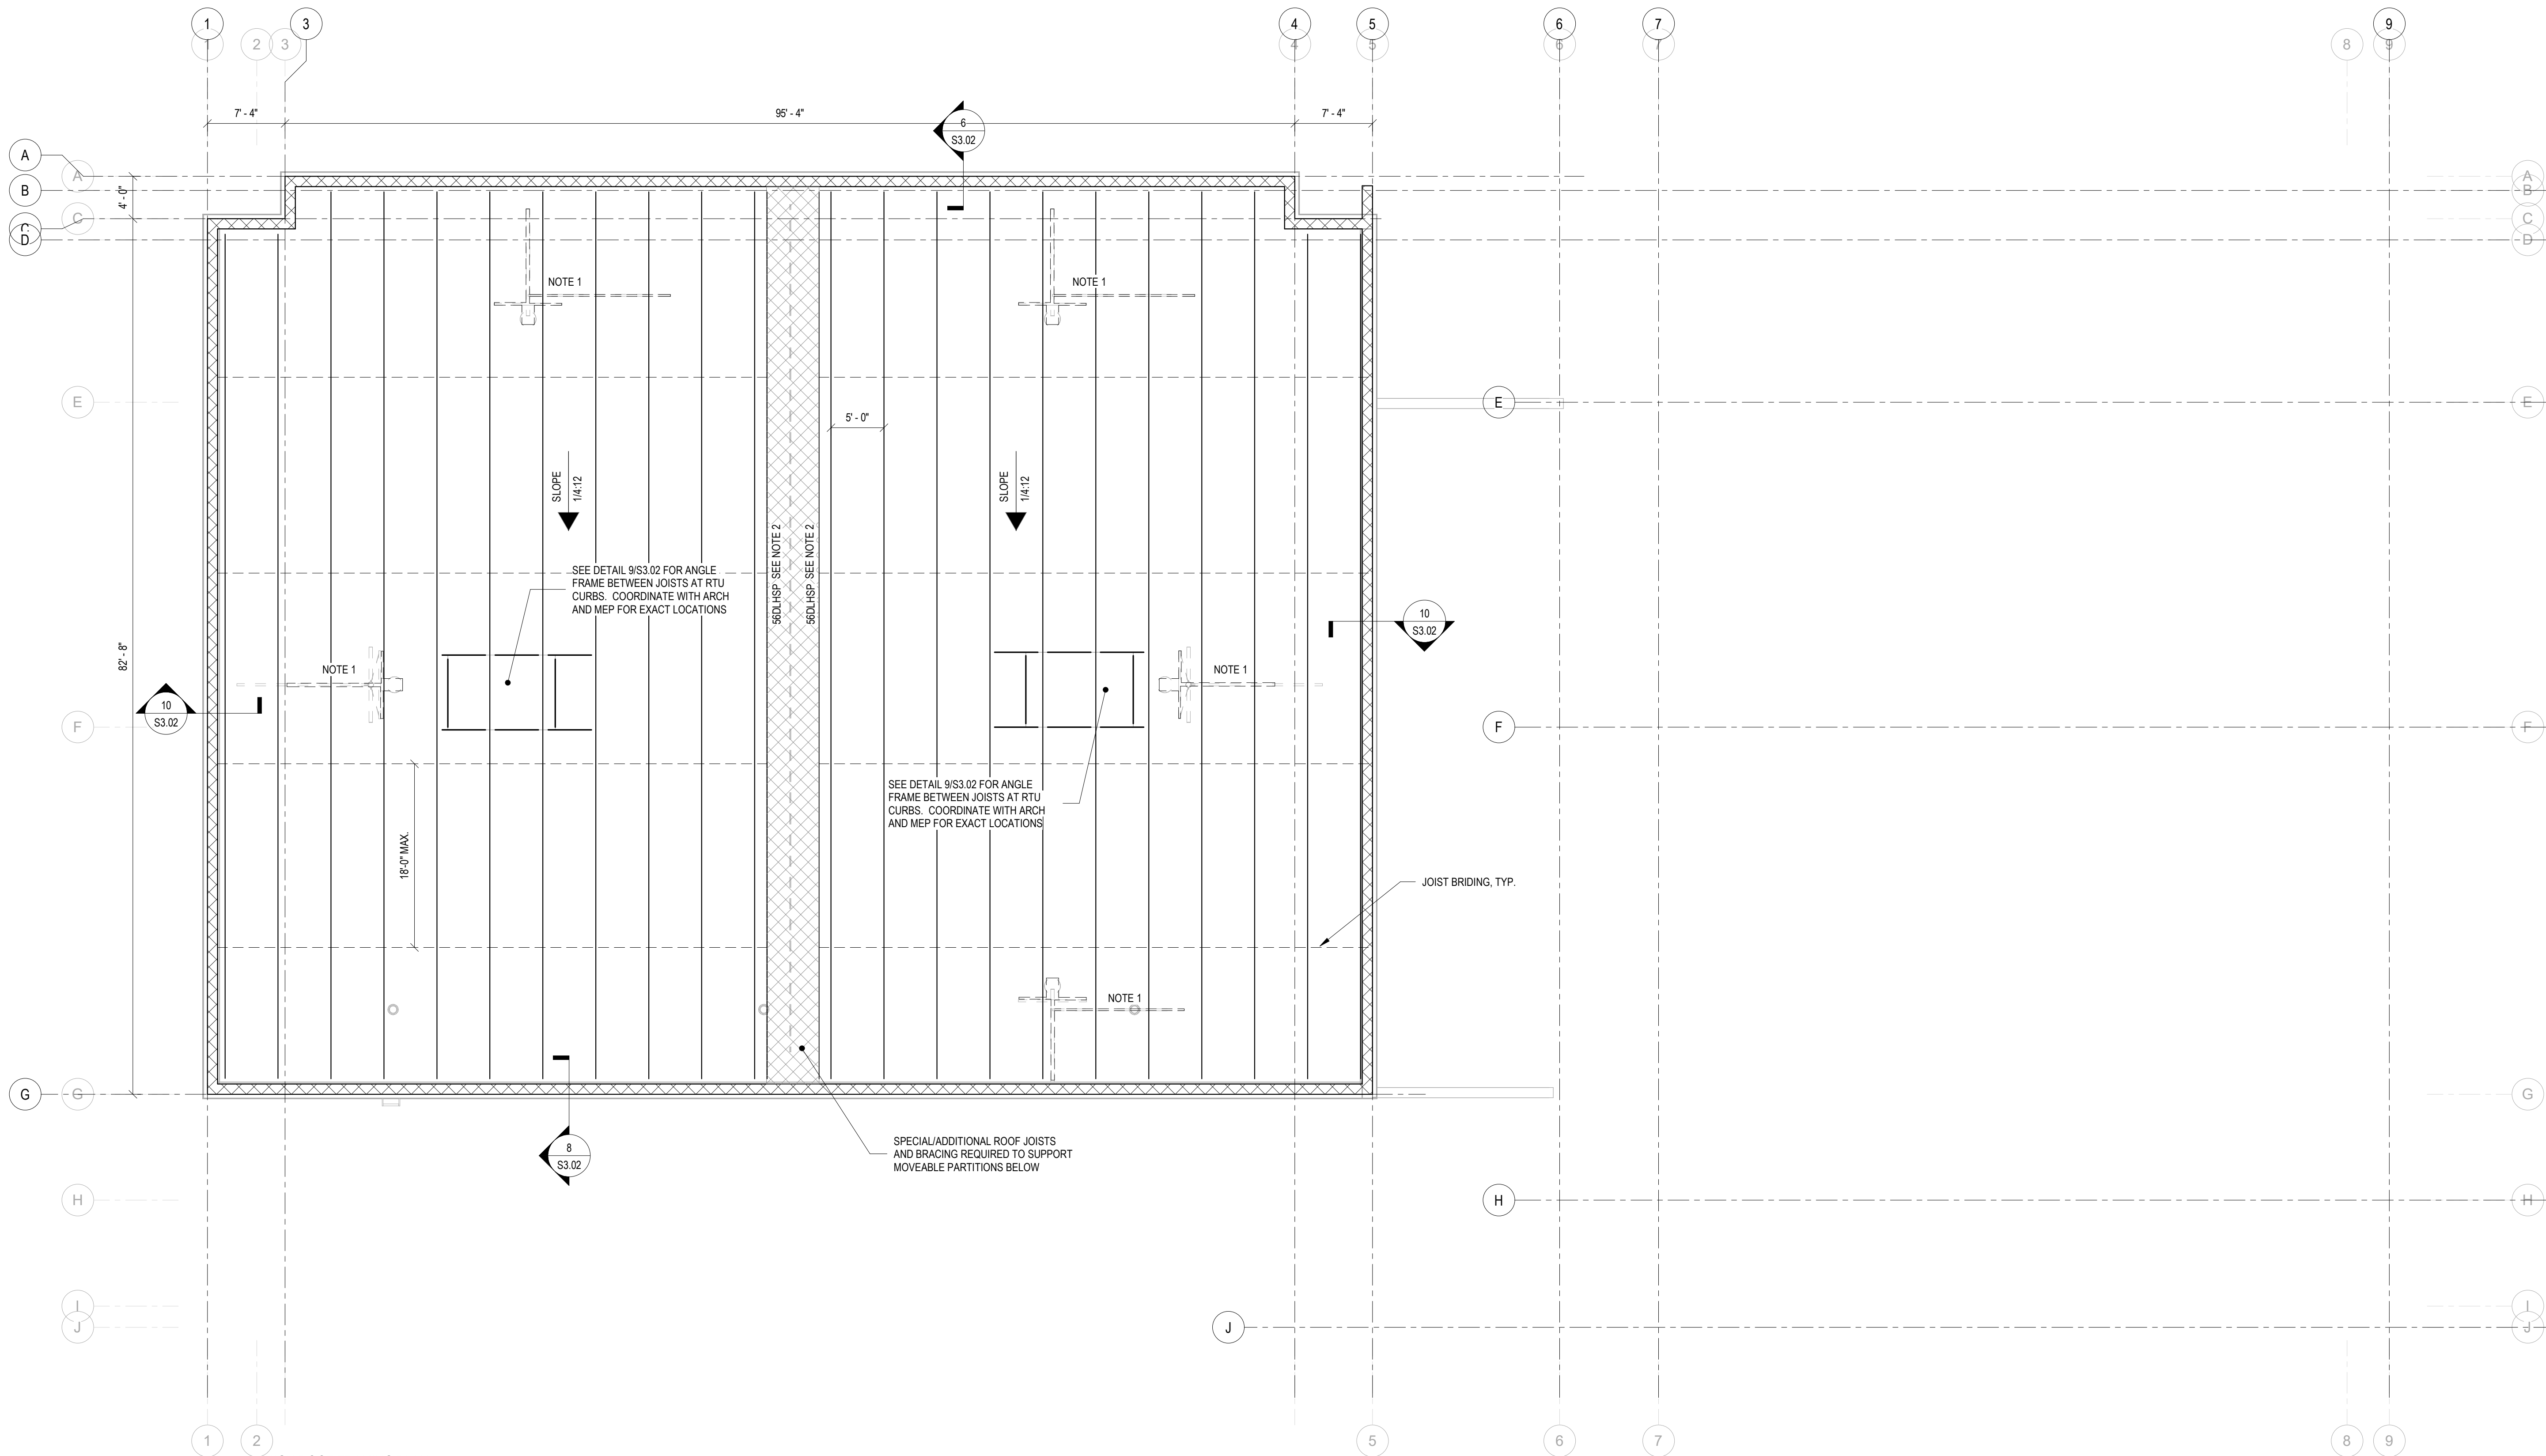 1
3
4
5
6
7
9
1
2
3
4
5
6
7
8
9
7' - 4"
95' - 4"
7' - 4"
6
S3.02
A
A
A
B
B
4' - 0"
C
C
C
D
D
NOTE 1
NOTE 1
E
E
E
5' - 0"
SLOPE
1/4:12
SLOPE
1/4:12
56DLHSP SEE NOTE 2
56DLHSP SEE NOTE 2
SEE DETAIL 9/S3.02 FOR ANGLE
FRAME BETWEEN JOISTS AT RTU
CURBS. COORDINATE WITH ARCH
AND MEP FOR EXACT LOCATIONS
10
S3.02
82' - 8"
NOTE 1
NOTE 1
10
S3.02
F
F
F
SEE DETAIL 9/S3.02 FOR ANGLE
FRAME BETWEEN JOISTS AT RTU
CURBS. COORDINATE WITH ARCH
AND MEP FOR EXACT LOCATIONS
18'-0" MAX.
JOIST BRIDING, TYP.
NOTE 1
G
G
G
8
S3.02
SPECIAL/ADDITIONAL ROOF JOISTS
AND BRACING REQUIRED TO SUPPORT
MOVEABLE PARTITIONS BELOW
H
H
H
I
I
J
J
J
1
2
5
6
7
8
9